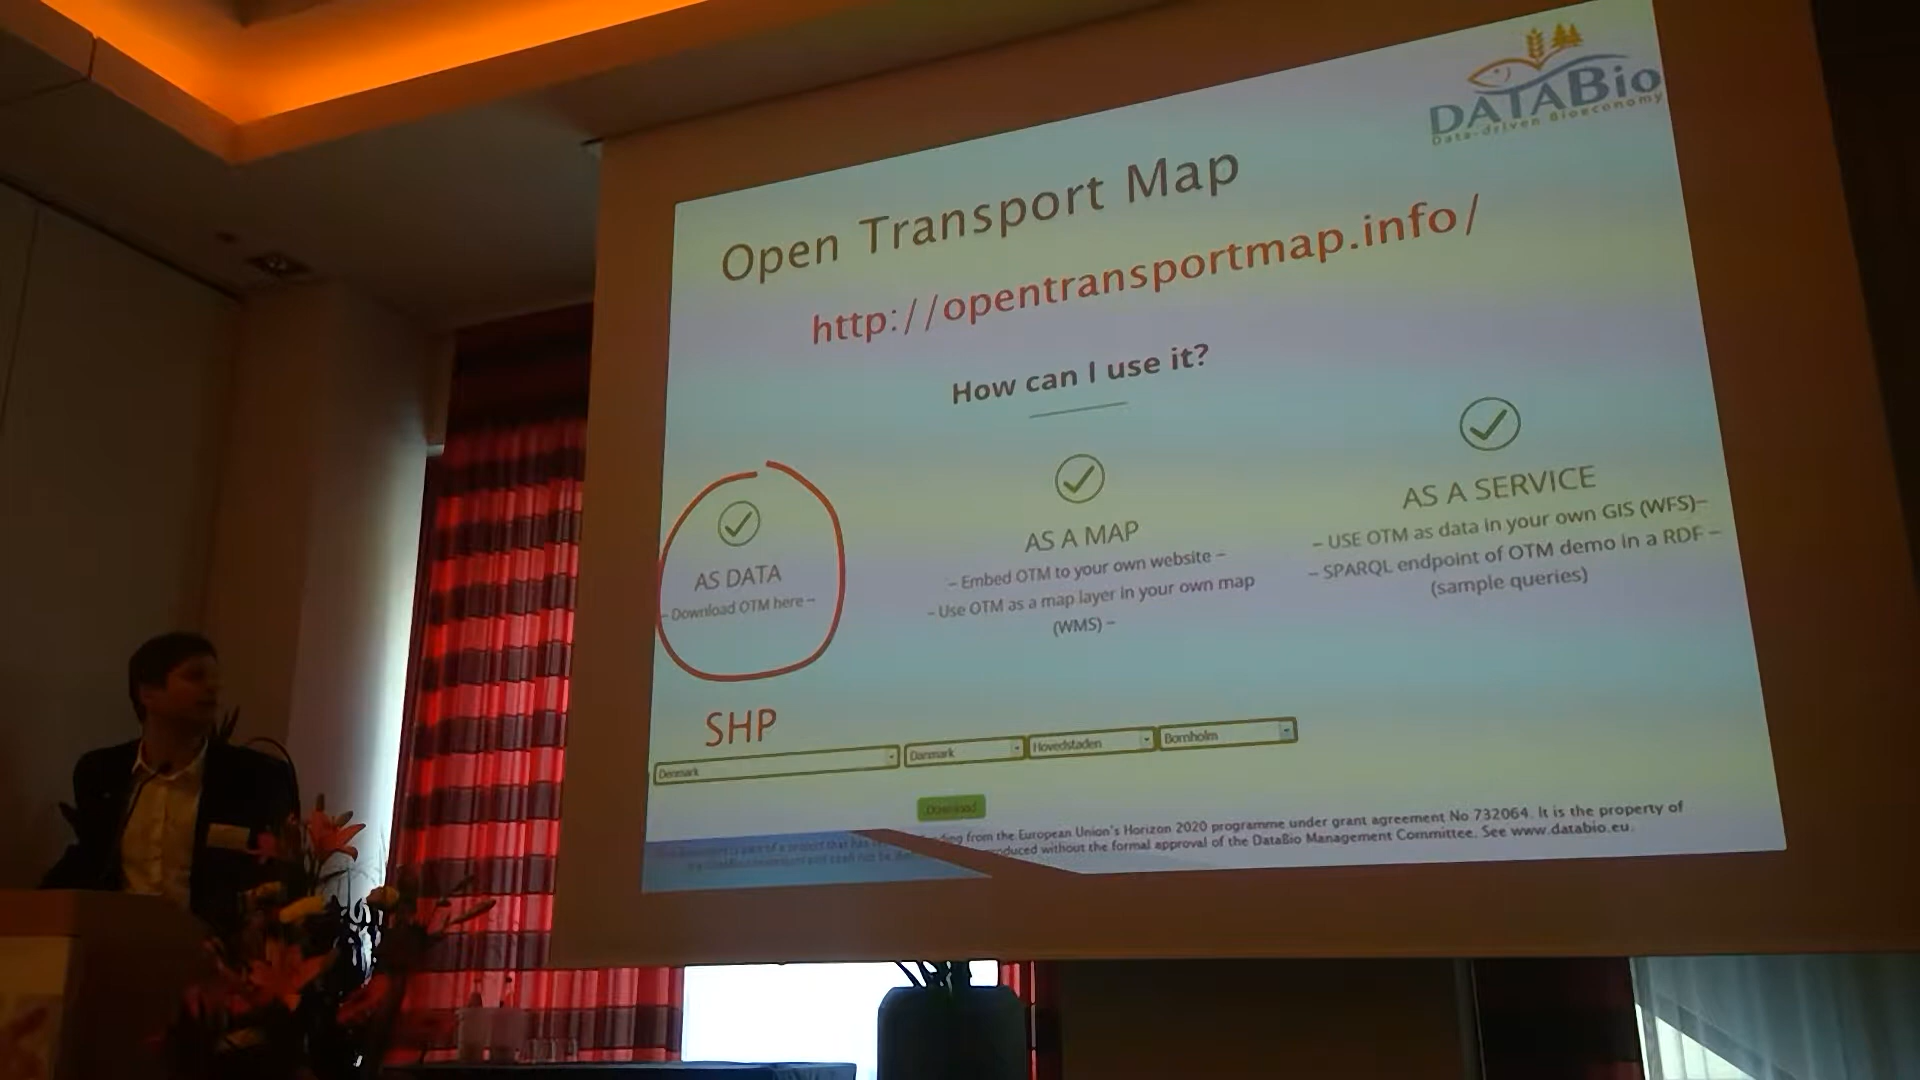 DATABio
Data-driven Bioeconomy
Open Transport Map
http://opentransportmap.info/
How can I use it?
AS DATA
– Download OTM here –
AS A MAP
– Embed OTM to your own website –
– Use OTM as a map layer in your own map
(WMS) –
AS A SERVICE
– USE OTM as data in your own GIS (WFS)–
– SPARQL endpoint of OTM demo in a RDF –
(sample queries)
SHP
Denmark
Danmark
Hovedstaden
Bornholm
Download
from the European Union's Horizon 2020 programme under grant agreement No 732064. It is the property of
without the formal approval of the DataBio Management Committee. See www.databio.eu.